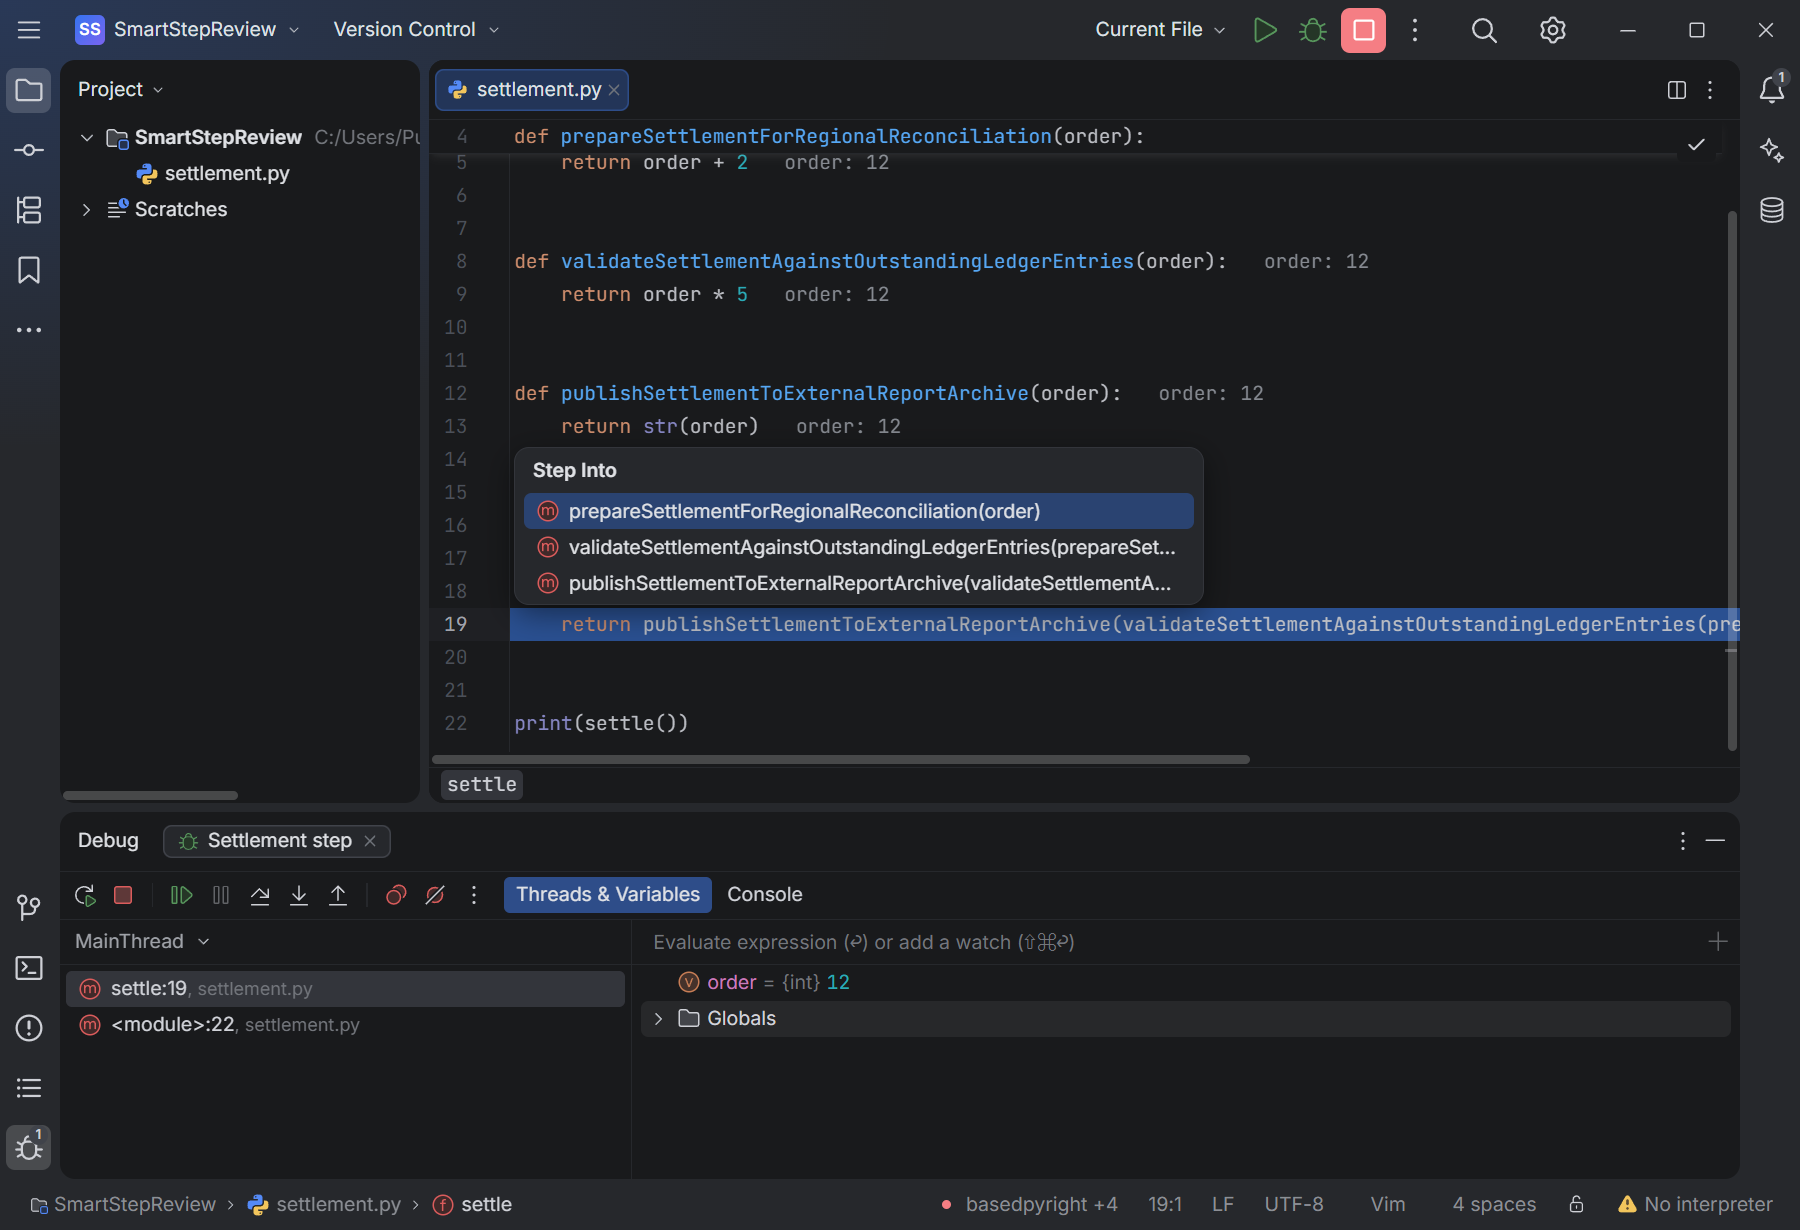 SS SmartStepReview Version Control Current File
Project
SmartStepReview C:/Users/Pu
settlement.py
Scratches
settlement.py
4 def prepareSettlementForRegionalReconciliation(order):
5 return order + 2 order: 12
6
7
8 def validateSettlementAgainstOutstandingLedgerEntries(order): order: 12
9 return order * 5 order: 12
10
11
12 def publishSettlementToExternalReportArchive(order): order: 12
13 return str(order) order: 12
14
15
16
17
18
Step Into
m prepareSettlementForRegionalReconciliation(order)
m validateSettlementAgainstOutstandingLedgerEntries(prepareSet...
m publishSettlementToExternalReportArchive(validateSettlementA...
19 return publishSettlementToExternalReportArchive(validateSettlementAgainstOutstandingLedgerEntries(pre
20
21
22 print(settle())
settle
1
Debug Settlement step
Threads & Variables Console
MainThread
m settle:19, settlement.py
m <module>:22, settlement.py
Evaluate expression (⏎) or add a watch (⇧⌘⏎)
v order = {int} 12
Globals
1
SmartStepReview › settlement.py › f settle
basedpyright +4 19:1 LF UTF-8 Vim 4 spaces No interpreter